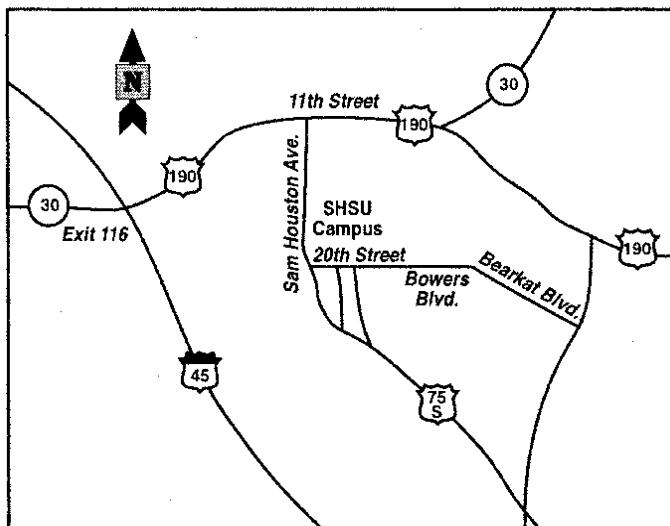 N
30
11th Street
190
190
30
Exit 116
Sam Houston Ave.
SHSU
Campus
20th Street
Bowers
Blvd.
Bearkat Blvd.
190
45
75
S